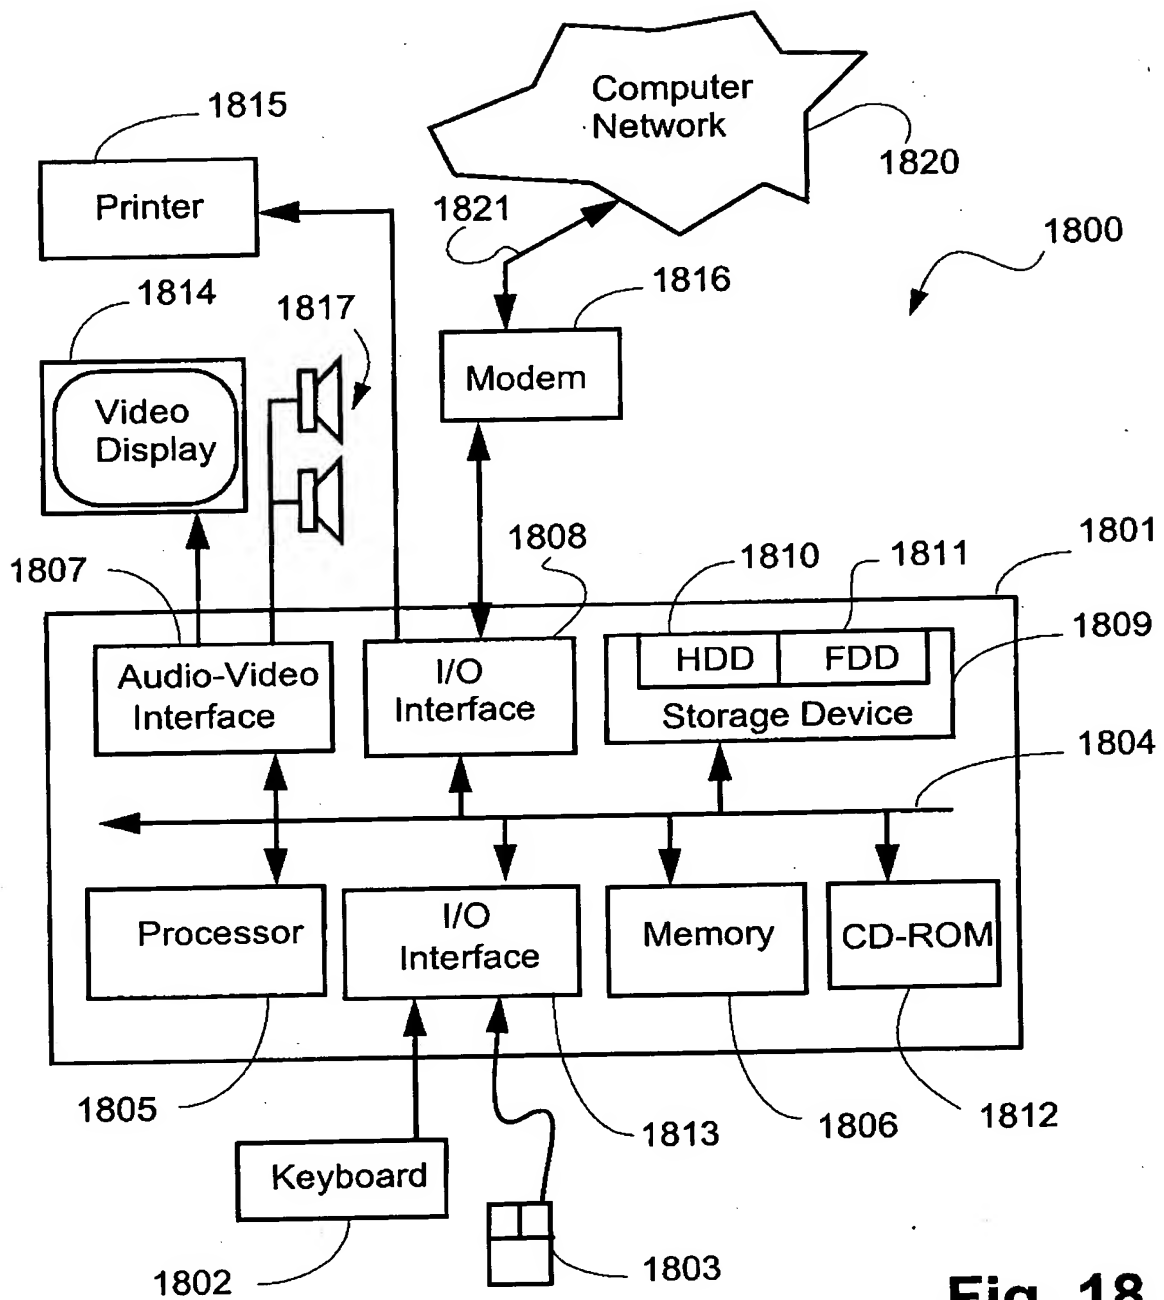 Computer
Network
1815
1820
Printer
1821
1800
1814
1817
1816
Video
Display
Modem
1807
1808
1810
1811
1801
1809
Audio-Video
Interface
I/O
Interface
HDD
FDD
Storage Device
1804
Processor
I/O
Interface
Memory
CD-ROM
1805
1813
1806
1812
Keyboard
1802
1803
Fig. 18